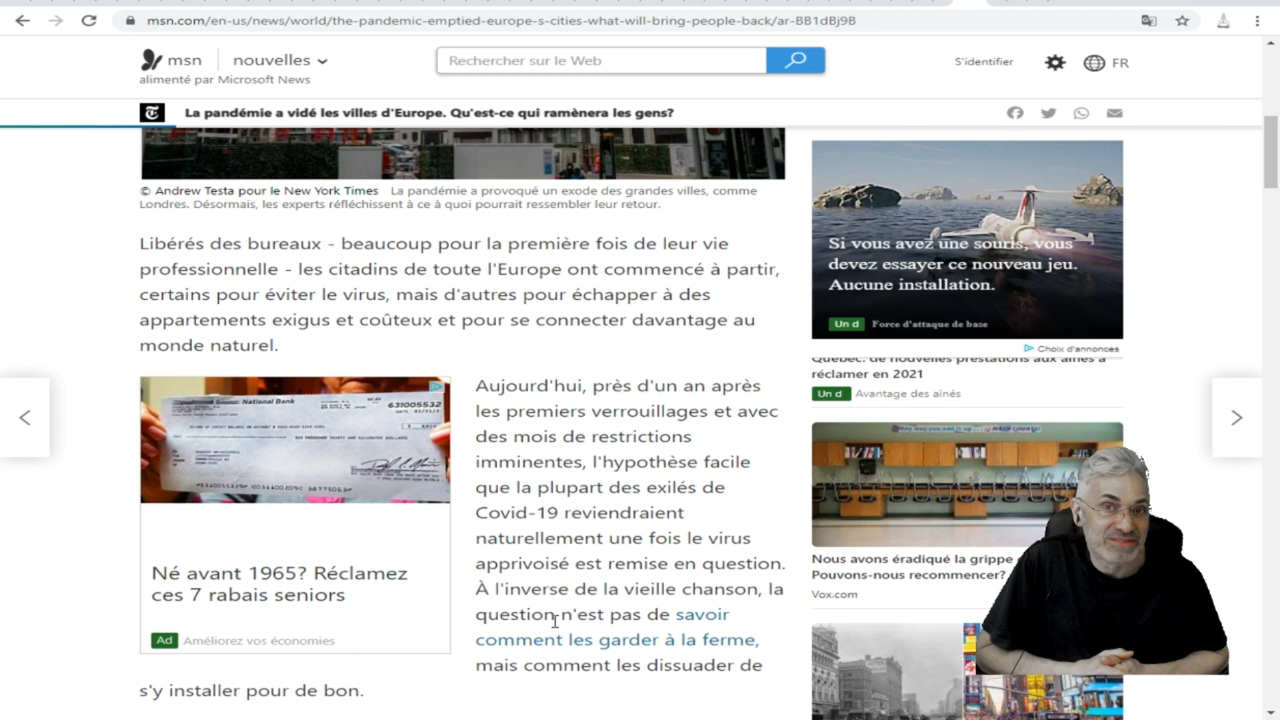 msn.com/en-us/news/world/the-pandemic-emptied-europe-s-cities-what-will-bring-people-back/ar-BB1dBj9B
msn
nouvelles
alimenté par Microsoft News
Rechercher sur le Web
S'identifier
FR
La pandémie a vidé les villes d'Europe. Qu'est-ce qui ramènera les gens?
© Andrew Testa pour le New York Times La pandémie a provoqué un exode des grandes villes, comme
Londres. Désormais, les experts réfléchissent à ce à quoi pourrait ressembler leur retour.
Libérés des bureaux - beaucoup pour la première fois de leur vie
professionnelle - les citadins de toute l'Europe ont commencé à partir,
certains pour éviter le virus, mais d'autres pour échapper à des
appartements exigus et coûteux et pour se connecter davantage au
monde naturel.
National Bank
631005532
Né avant 1965? Réclamez
ces 7 rabais seniors
Ad Améliorez vos économies
Aujourd'hui, près d'un an après
les premiers verrouillages et avec
des mois de restrictions
imminentes, l'hypothèse facile
que la plupart des exilés de
Covid-19 reviendraient
naturellement une fois le virus
apprivoisé est remise en question.
À l'inverse de la vieille chanson, la
question n'est pas de savoir
comment les garder à la ferme,
mais comment les dissuader de
s'y installer pour de bon.
Si vous avez une souris, vous
devez essayer ce nouveau jeu.
Aucune installation.
Un d Force d'attaque de base
Choix d'annonces
Québec: de nouvelles prestations aux aînés à
réclamer en 2021
Un d Avantage des aînés
Nous avons éradiqué la grippe
Pouvons-nous recommencer?
Vox.com